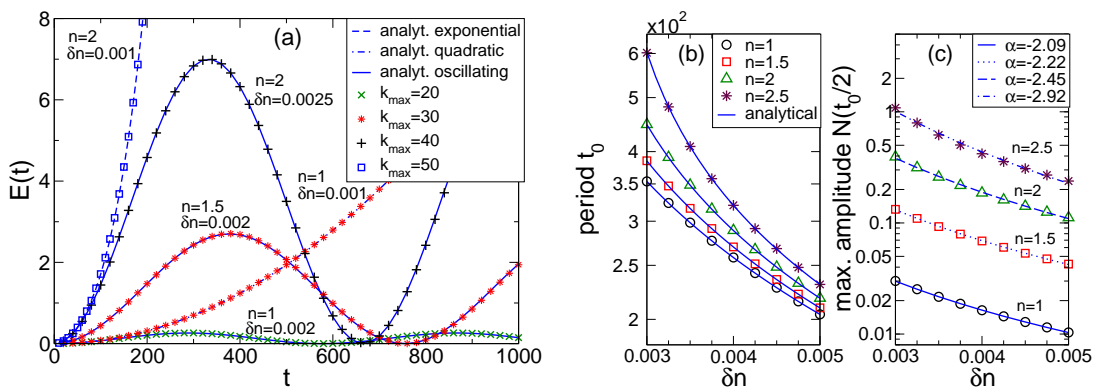 (a)
E(t)
8
6
4
2
0
0 200 400 600 800 1000
t
n=2
δn=0.001
n=2
δn=0.0025
n=1
δn=0.001
n=1.5
δn=0.002
n=1
δn=0.002
analyt. exponential
analyt. quadratic
analyt. oscillating
k_max=20
k_max=30
k_max=40
k_max=50
(b)
x10²
period t₀
6
5
4
3.5
3
2.5
2
0.003 0.004 0.005
δn
n=1
n=1.5
n=2
n=2.5
analytical
(c)
max. amplitude N(t₀/2)
2
1
0.5
0.2
0.1
0.05
0.02
0.01
0.003 0.004 0.005
δn
α=-2.09
α=-2.22
α=-2.45
α=-2.92
n=2.5
n=2
n=1.5
n=1